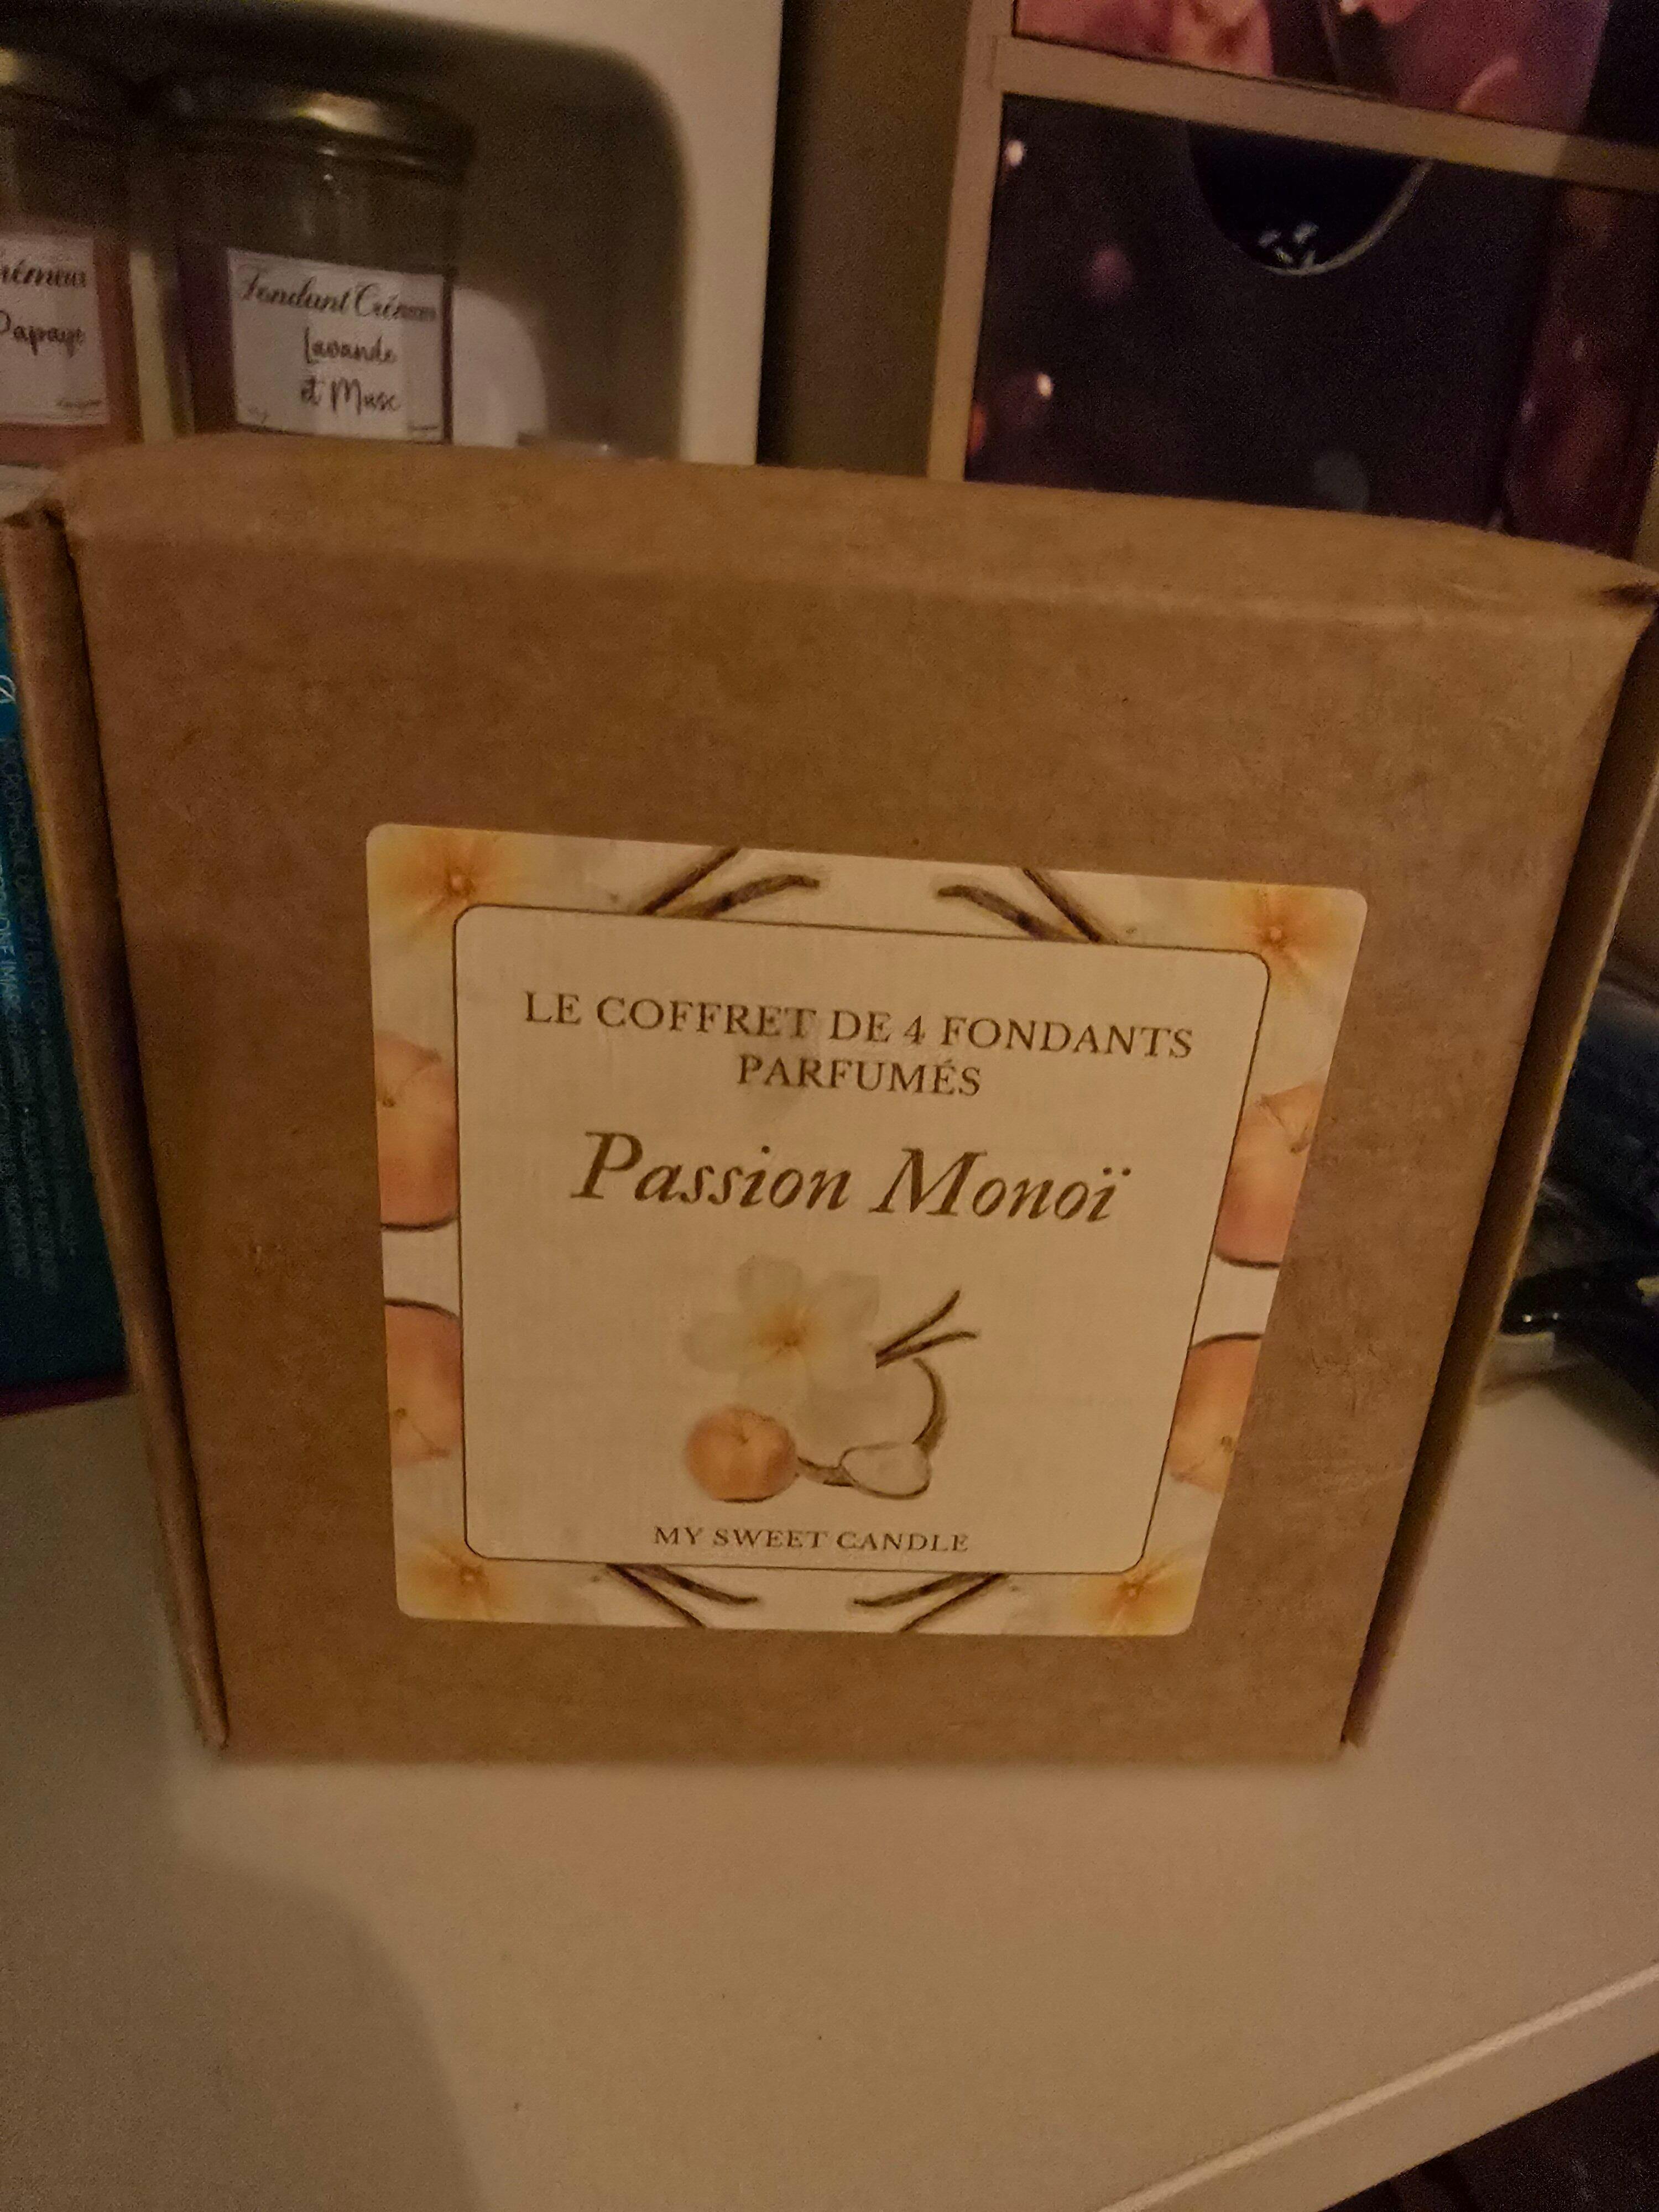 Fondant Crémeux
Lavande
et Musc
Papaye
LE COFFRET DE 4 FONDANTS
PARFUMÉS
Passion Monoï
MY SWEET CANDLE